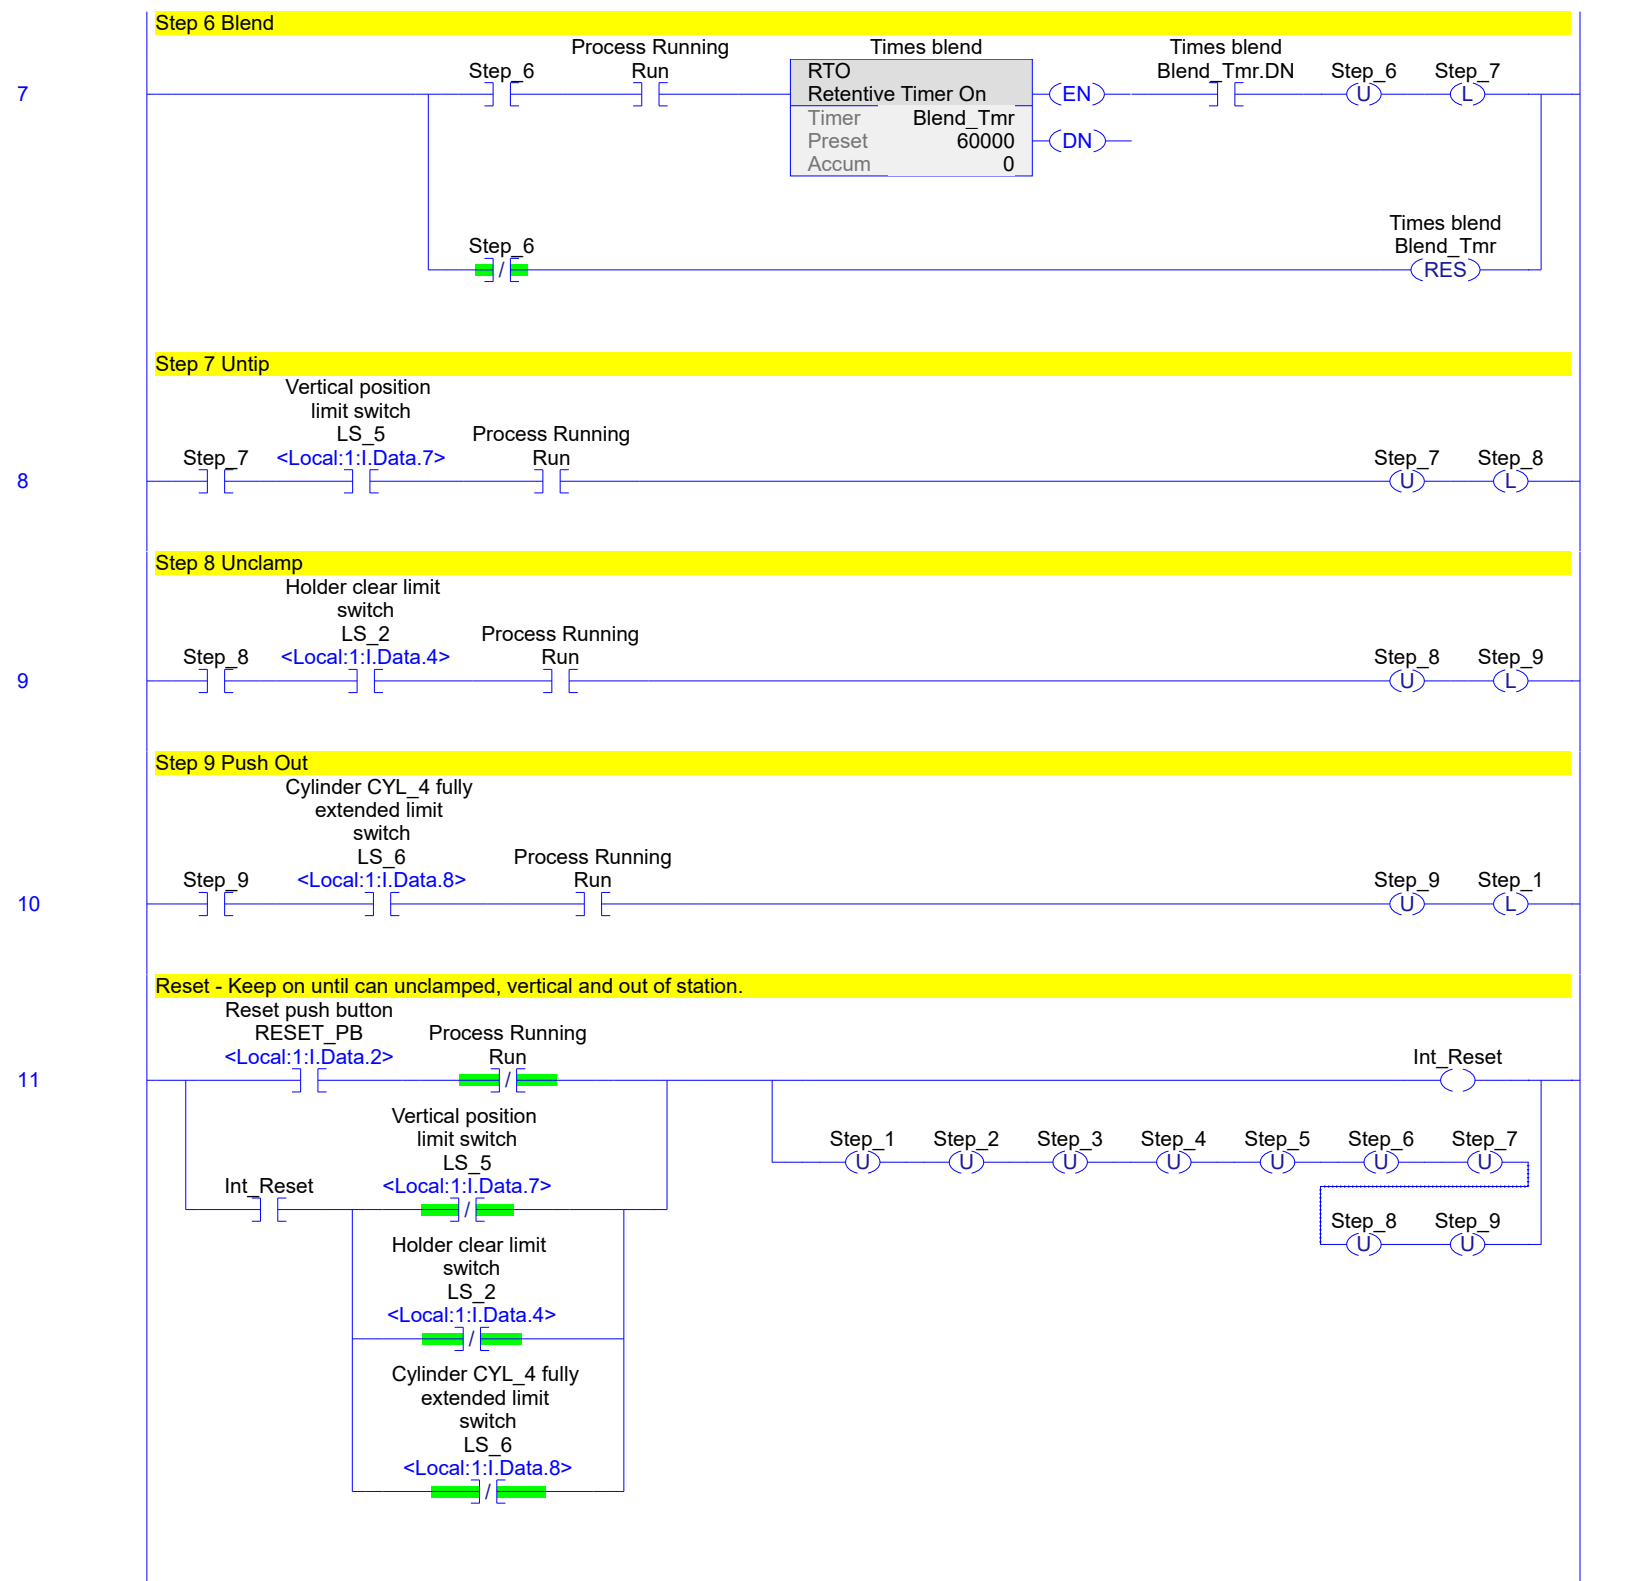 Step 6 Blend
Process Running
Times blend
Times blend
Step_6
Run
RTO
Blend_Tmr.DN
Step_6
Step_7
7
Retentive Timer On
EN
U
L
Timer Blend_Tmr
Preset 60000
DN
Accum 0
Times blend
Step_6
Blend_Tmr
/
RES
Step 7 Untip
Vertical position
limit switch
LS_5
Process Running
Step_7
<Local:1:I.Data.7>
Run
Step_7
Step_8
8
U
L
Step 8 Unclamp
Holder clear limit
switch
LS_2
Process Running
Step_8
<Local:1:I.Data.4>
Run
Step_8
Step_9
9
U
L
Step 9 Push Out
Cylinder CYL_4 fully
extended limit
switch
LS_6
Process Running
Step_9
<Local:1:I.Data.8>
Run
Step_9
Step_1
10
U
L
Reset - Keep on until can unclamped, vertical and out of station.
Reset push button
RESET_PB
Process Running
<Local:1:I.Data.2>
Run
Int_Reset
11
/
Vertical position
limit switch
LS_5
<Local:1:I.Data.7>
Step_1
Step_2
Step_3
Step_4
Step_5
Step_6
Step_7
U
U
U
U
U
U
U
Int_Reset
/
Step_8
Step_9
U
U
Holder clear limit
switch
LS_2
<Local:1:I.Data.4>
/
Cylinder CYL_4 fully
extended limit
switch
LS_6
<Local:1:I.Data.8>
/